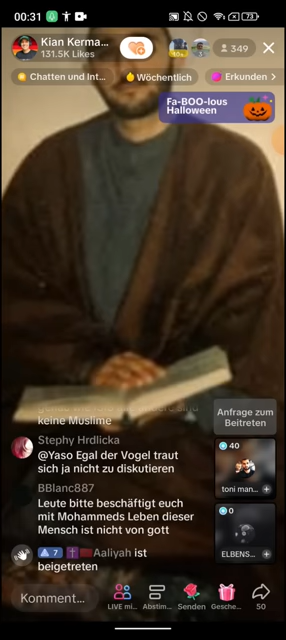 00:31
73
Kian Kerma...
131.5K Likes
349
Chatten und Int...
Wöchentlich
Erkunden >
Fa-BOO-lous
Halloween
keine Muslime
Stephy Hrdlicka
@Yaso Egal der Vogel traut
sich ja nicht zu diskutieren
BBlanc887
Leute bitte beschäftigt euch
mit Mohammeds Leben dieser
Mensch ist nicht von gott
7 Aaliyah ist
beigetreten
Anfrage zum
Beitreten
40
toni man...
0
ELBENS...
Komment...
LIVE mi...
Abstim...
Senden
Gesche...
50